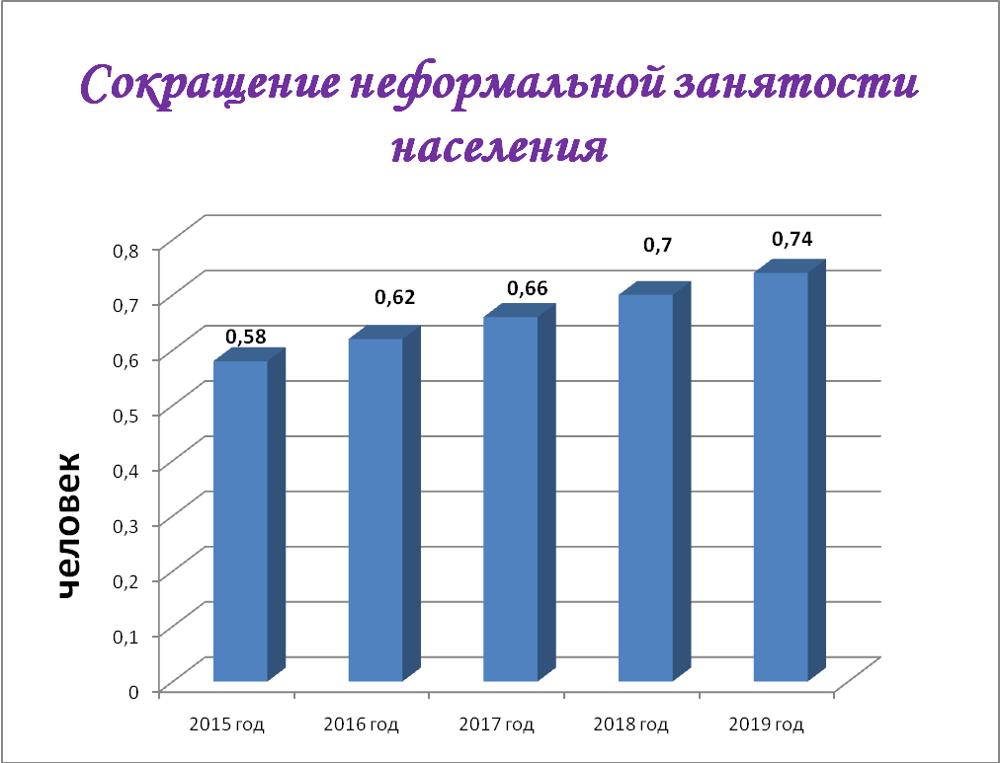 Сокращение неформальной занятости
населения
0,8
0,7
0,6
0,5
0,4
0,3
0,2
0,1
0
человек
0,58
0,62
0,66
0,7
0,74
2015 год
2016 год
2017 год
2018 год
2019 год